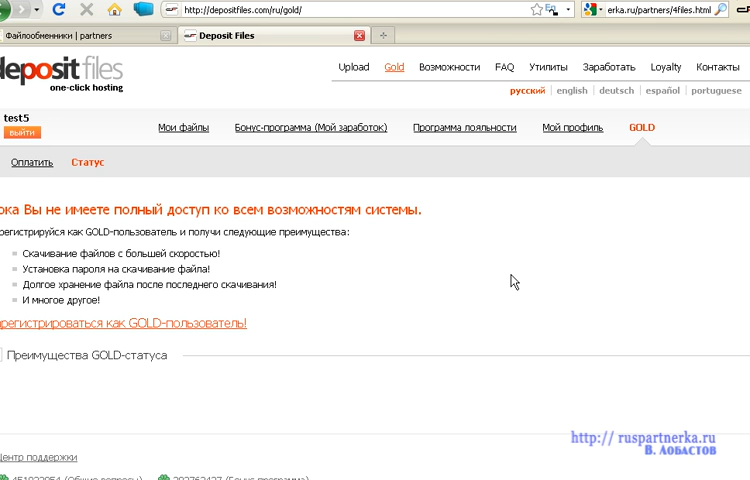 http://depositfiles.com/ru/gold/
erka.ru/partners/4files.html
Файлообменники | partners
Deposit Files
depositfiles
one-click hosting
Upload Gold Возможности FAQ Утилиты Заработать Loyalty Контакты
русский | english | deutsch | español | portuguese
test5
выйти
Мои файлы Бонус-программа (Мой заработок) Программа лояльности Мой профиль GOLD
Оплатить Статус
ока Вы не имеете полный доступ ко всем возможностям системы.
регистрируйся как GOLD-пользователь и получи следующие преимущества:
Скачивание файлов с большей скоростью!
Установка пароля на скачивание файла!
Долгое хранение файла после последнего скачивания!
И многое другое!
регистрироваться как GOLD-пользователь!
Преимущества GOLD-статуса
http://ruspartnerka.ru
В. Лобастов
Центр поддержки